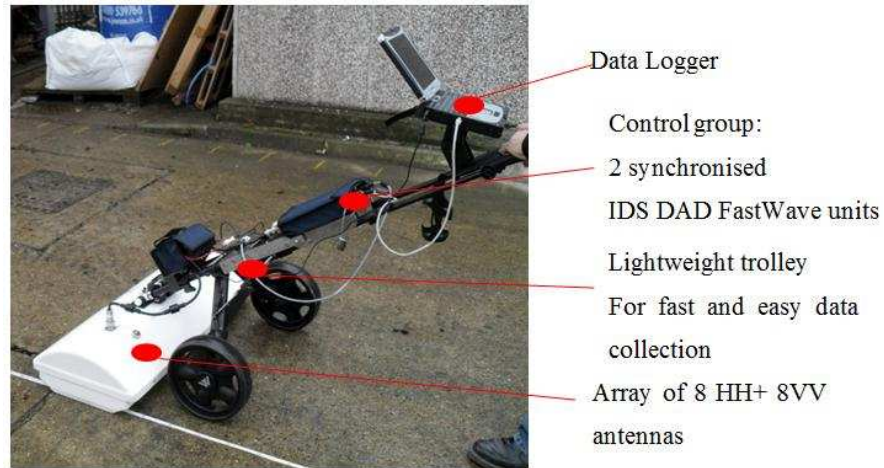 Data Logger
Control group:
2 synchronised
IDS DAD FastWave units
Lightweight trolley
For fast and easy data
collection
Array of 8 HH+ 8VV
antennas